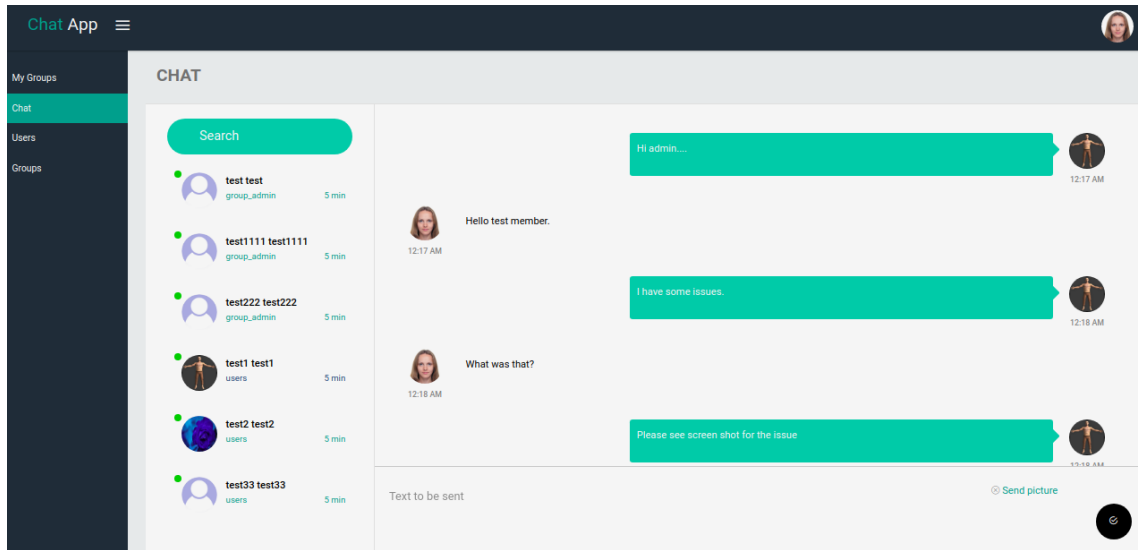 Chat App
My Groups
Chat
Users
Groups
CHAT
Search
test test
group_admin 5 min
test1111 test1111
group_admin 5 min
test222 test222
group_admin 5 min
test1 test1
users 5 min
test2 test2
users 5 min
test33 test33
users 5 min
Hi admin....
12:17 AM
Hello test member.
12:17 AM
I have some issues.
12:18 AM
What was that?
12:18 AM
Please see screen shot for the issue
12:18 AM
Text to be sent
Send picture